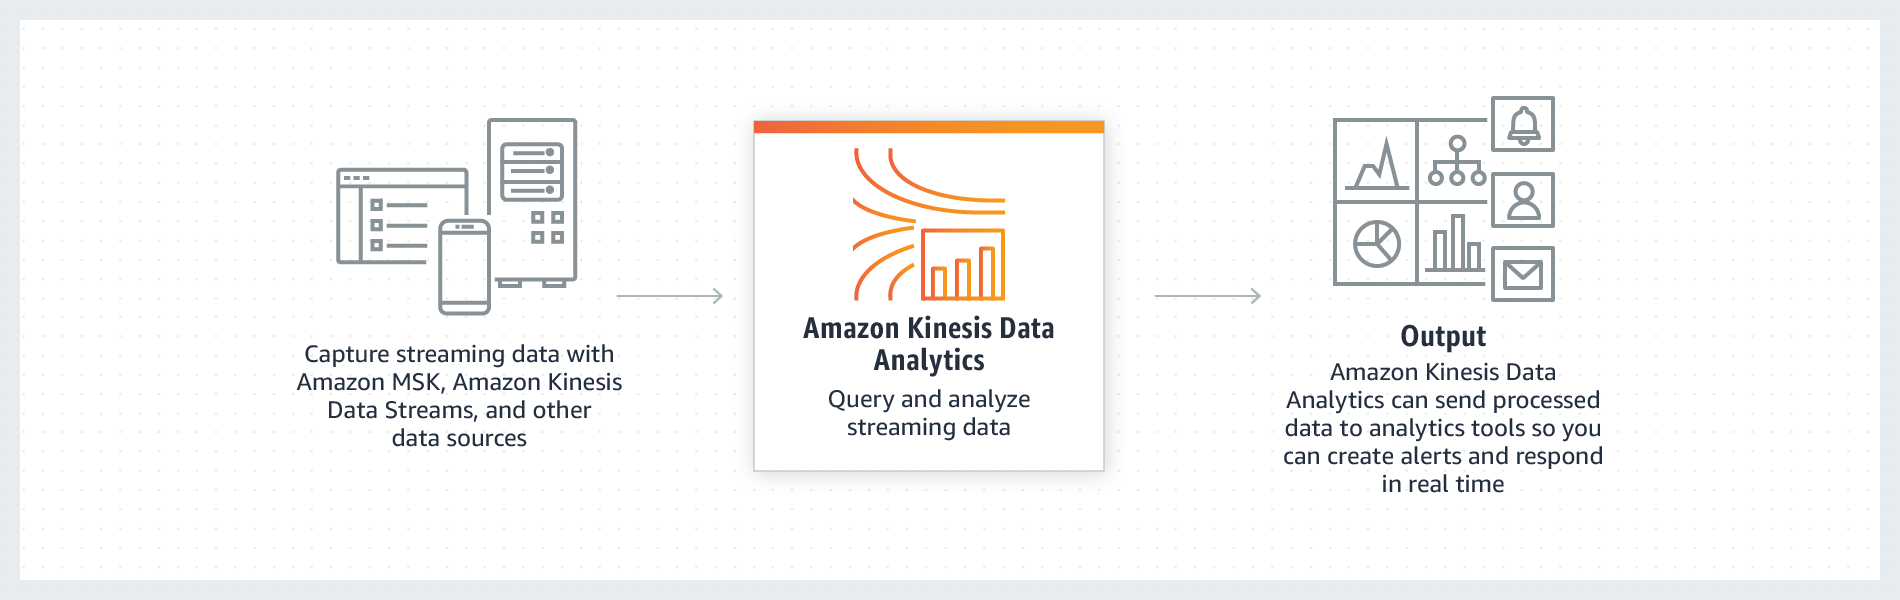 Capture streaming data with
Amazon MSK, Amazon Kinesis
Data Streams, and other
data sources
Amazon Kinesis Data
Analytics
Query and analyze
streaming data
Output
Amazon Kinesis Data
Analytics can send processed
data to analytics tools so you
can create alerts and respond
in real time